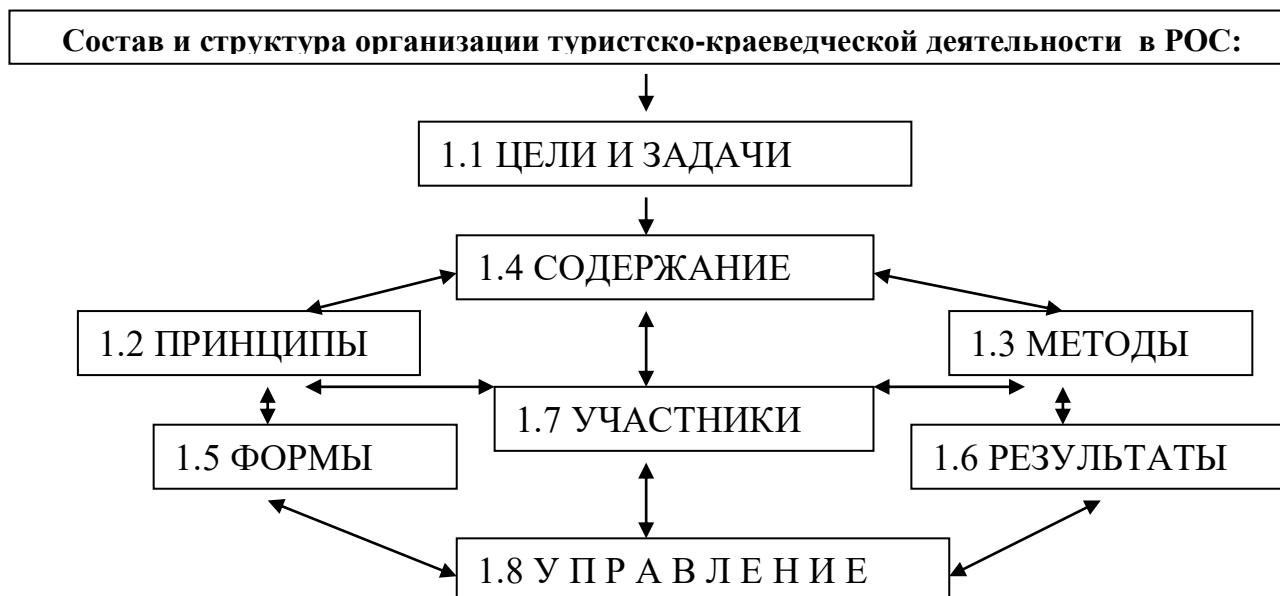 Состав и структура организации туристско-краеведческой деятельности в РОС:
1.1 ЦЕЛИ И ЗАДАЧИ
1.4 СОДЕРЖАНИЕ
1.2 ПРИНЦИПЫ
1.3 МЕТОДЫ
1.7 УЧАСТНИКИ
1.5 ФОРМЫ
1.6 РЕЗУЛЬТАТЫ
1.8 У П Р А В Л Е Н И Е